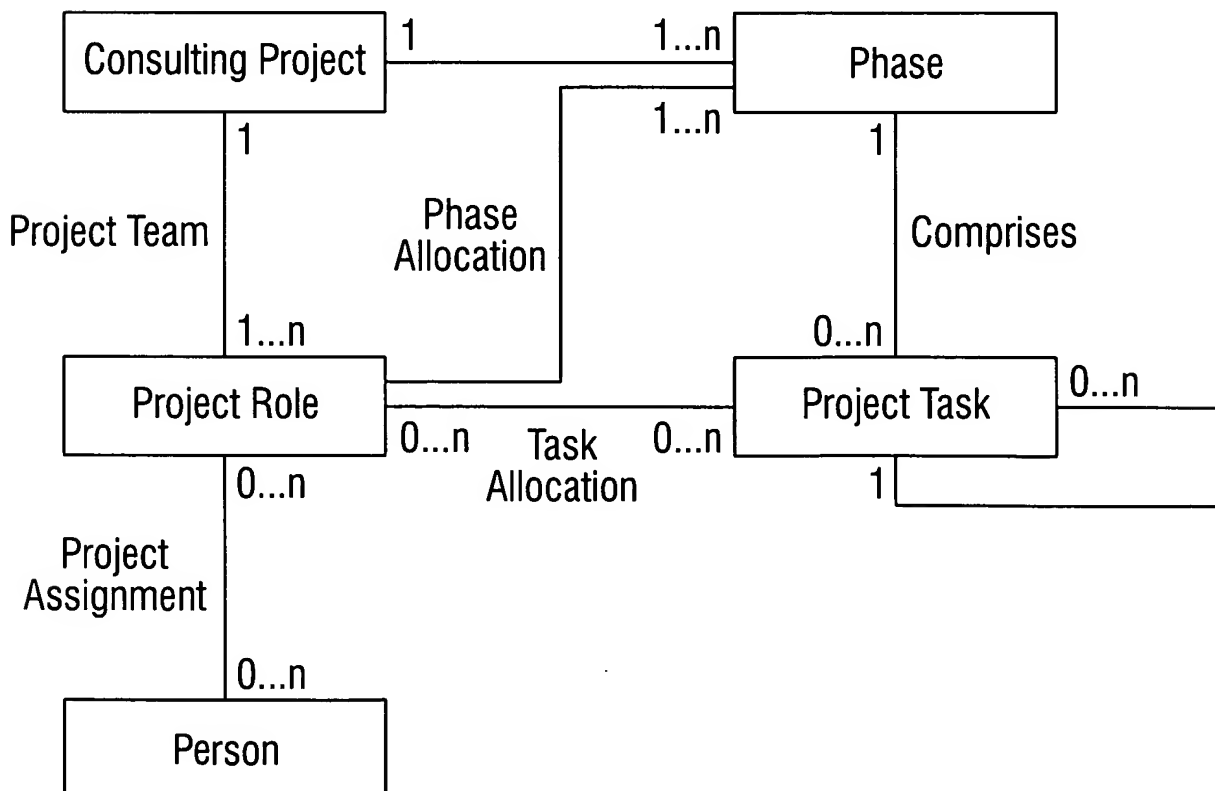 Consulting Project
1
1...n
Phase
1...n
1
1
Project Team
Phase
Allocation
Comprises
1...n
0...n
Project Role
Project Task
0...n
0...n
Task
Allocation
0...n
0...n
1
Project
Assignment
0...n
Person